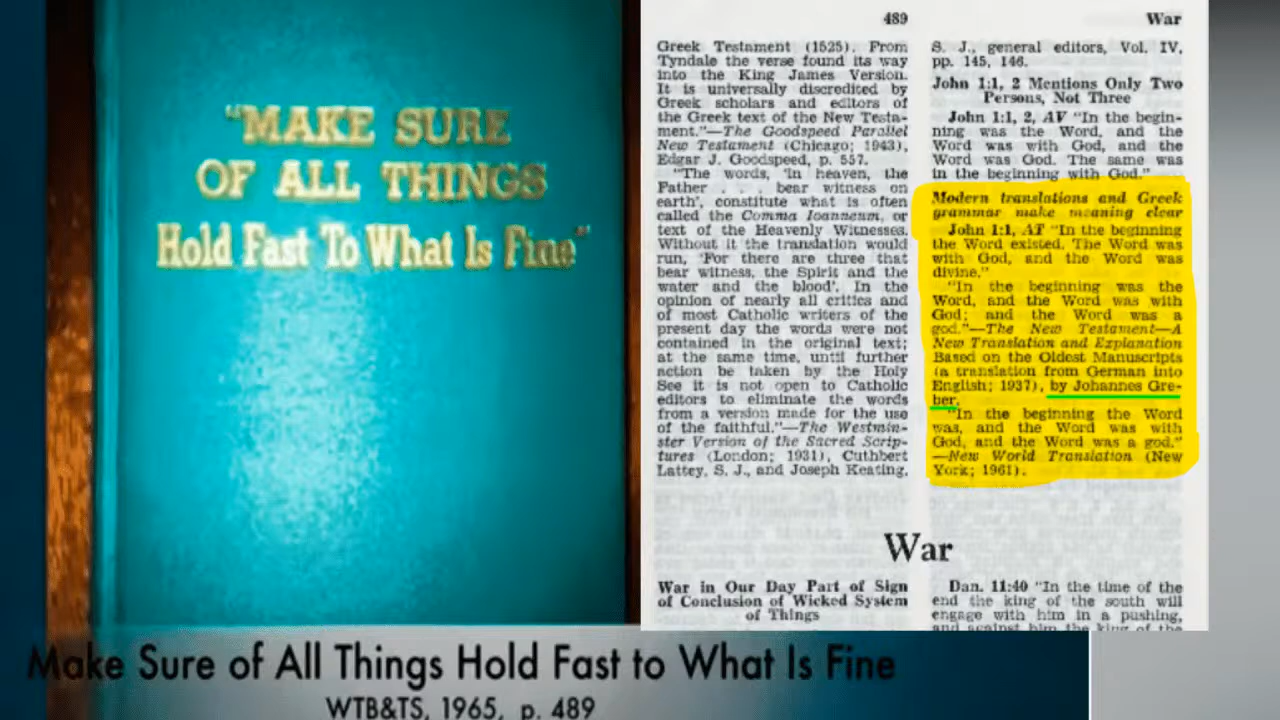 "MAKE SURE
OF ALL THINGS
Hold Fast To What Is Fine"
489
Greek Testament (1525). From
Tyndale the verse found its way
into the King James Version.
It is universally discredited by
Greek scholars and editors of
the Greek text of the New Testa-
ment."—The Goodspeed Parallel
New Testament (Chicago; 1943),
Edgar J. Goodspeed, p. 557.
"The words, 'In heaven, the
Father . . . bear witness on
earth', constitute what is often
called the Comma Ioanneum, or
text of the Heavenly Witnesses.
Without it the translation would
run, 'For there are three that
bear witness, the Spirit and the
water and the blood'. In the
opinion of nearly all critics and
of most Catholic writers of the
present day the words were not
contained in the original text;
at the same time, until further
action be taken by the Holy
See it is not open to Catholic
editors to eliminate the words
from a version made for the use
of the faithful."—The Westmin-
ster Version of the Sacred Scrip-
tures (London; 1931), Cuthbert
Lattey, S. J., and Joseph Keating,
War
S. J., general editors, Vol. IV,
pp. 145, 146.
John 1:1, 2 Mentions Only Two
Persons, Not Three
John 1:1, 2, AV "In the begin-
ning was the Word, and the
Word was with God, and the
Word was God. The same was
in the beginning with God."
Modern translations and Greek
grammar make meaning clear
John 1:1, AT "In the beginning
the Word existed. The Word was
with God, and the Word was
divine."
"In the beginning was the
Word, and the Word was with
God; and the Word was a
god."—The New Testament—A
New Translation and Explanation
Based on the Oldest Manuscripts
(a translation from German into
English; 1937), by Johannes Gre-
ber.
"In the beginning the Word
was, and the Word was with
God, and the Word was a god."
—New World Translation (New
York; 1961).
War
War in Our Day Part of Sign
of Conclusion of Wicked System
of Things
Dan. 11:40 "In the time of the
end the king of the south will
engage with him in a pushing,
and against him the king of the
Make Sure of All Things Hold Fast to What Is Fine
WTB&TS, 1965, p. 489